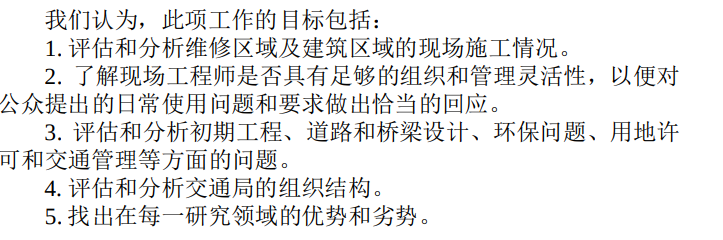 我们认为，此项工作的目标包括：
1. 评估和分析维修区域及建筑区域的现场施工情况。
2. 了解现场工程师是否具有足够的组织和管理灵活性，以便对
公众提出的日常使用问题和要求做出恰当的回应。
3. 评估和分析初期工程、道路和桥梁设计、环保问题、用地许
可和交通管理等方面的问题。
4. 评估和分析交通局的组织结构。
5. 找出在每一研究领域的优势和劣势。